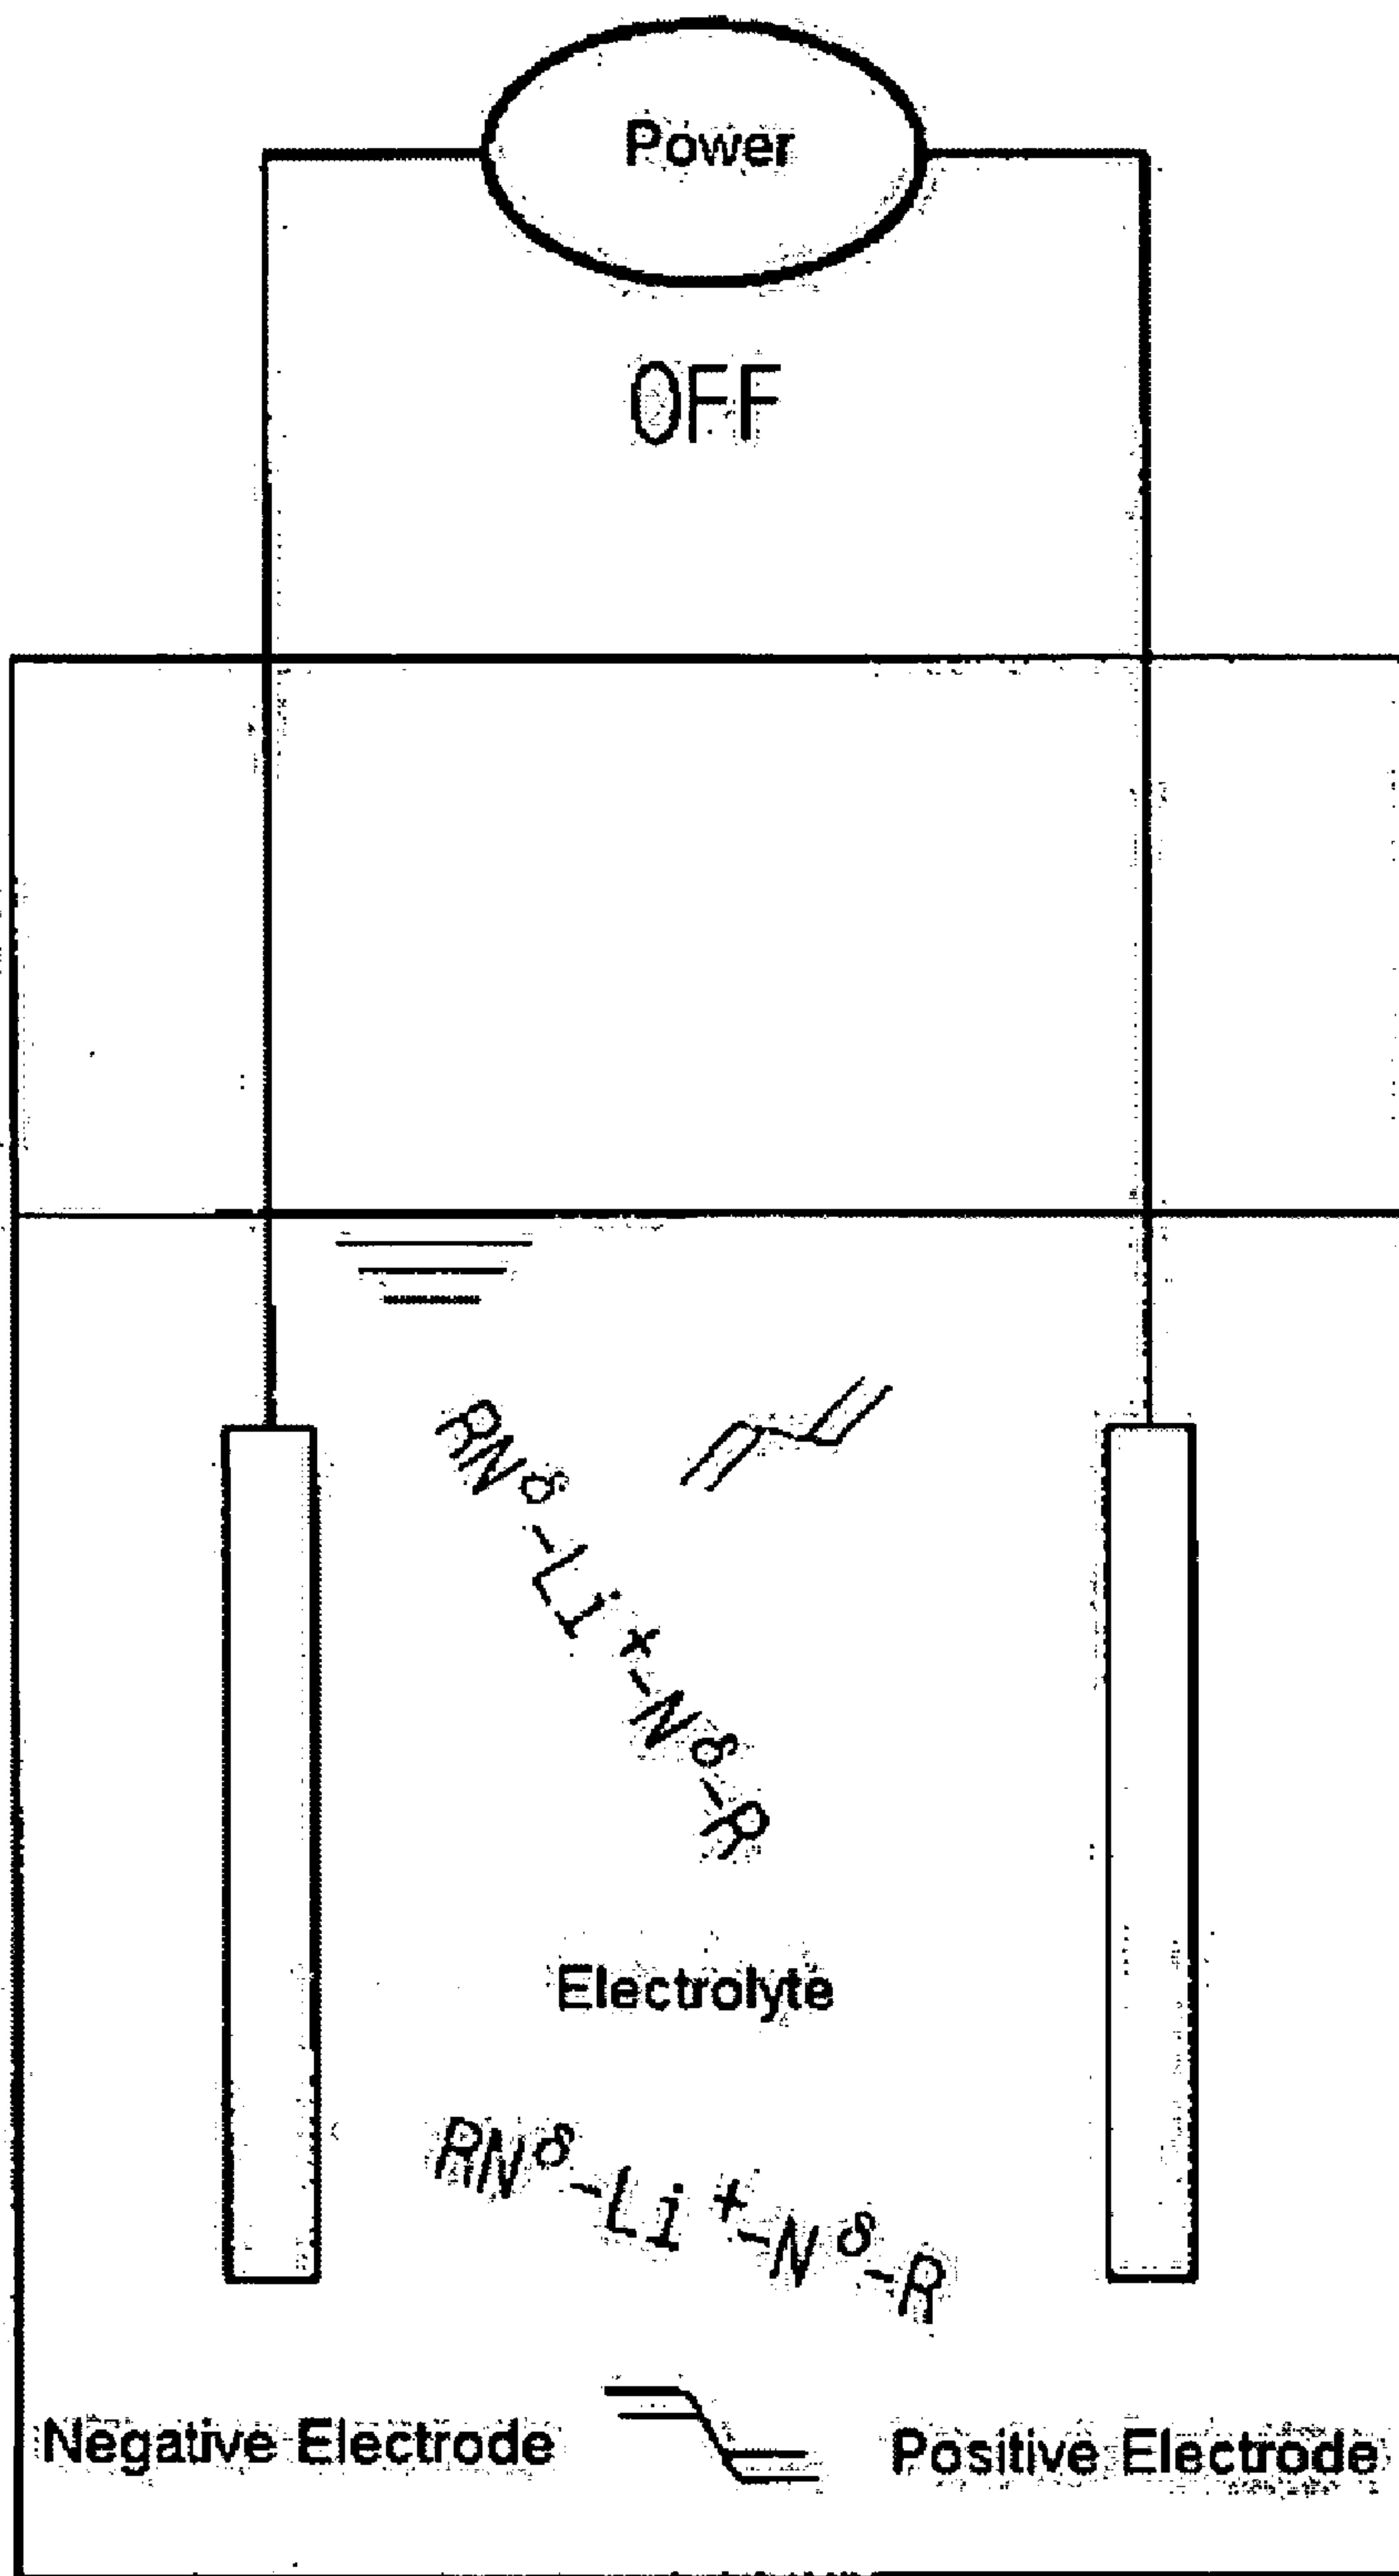 Power
OFF
RNδ-Li+-Nδ-R
Electrolyte
RNδ-Li+-Nδ-R
Negative Electrode
Positive Electrode